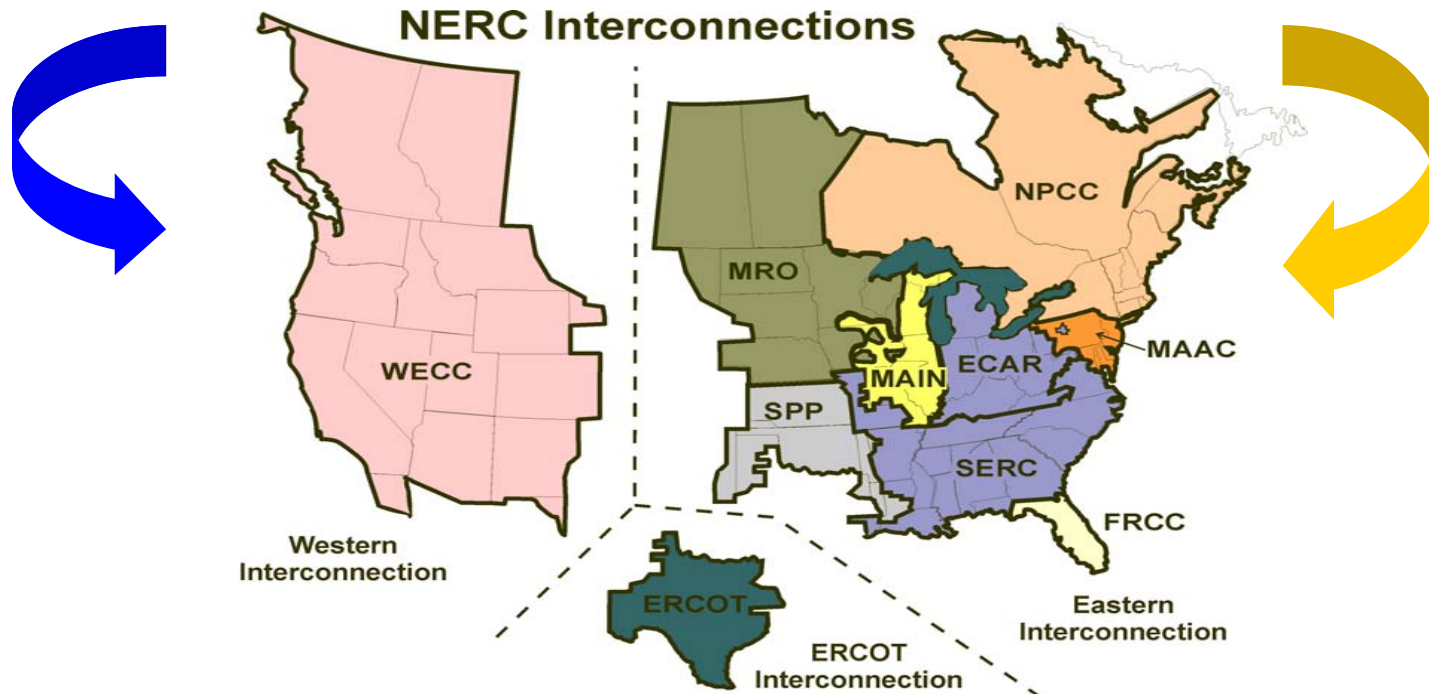 NERC Interconnections
NPCC
MRO
MAAC
WECC
MAIN
ECAR
SPP
SERC
FRCC
Western
Interconnection
ERCOT
Eastern
Interconnection
ERCOT
Interconnection